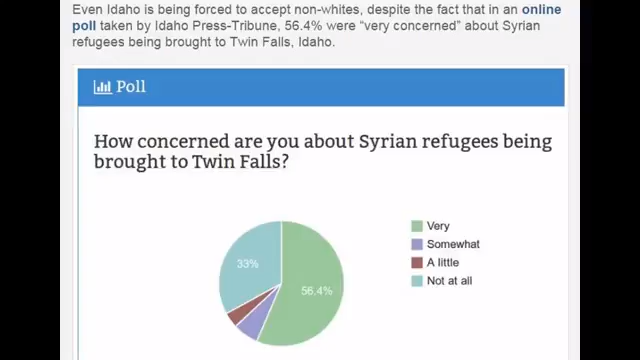 Even Idaho is being forced to accept non-whites, despite the fact that in an online
poll taken by Idaho Press-Tribune, 56.4% were “very concerned” about Syrian
refugees being brought to Twin Falls, Idaho.
Poll
How concerned are you about Syrian refugees being
brought to Twin Falls?
Very
Somewhat
A little
Not at all
33%
56.4%